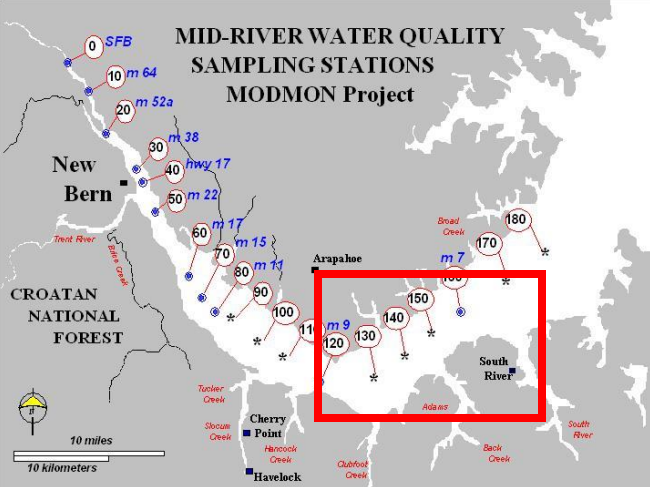 MID-RIVER WATER QUALITY
SAMPLING STATIONS
MODMON Project
0 SFB
10 m 64
20 m 52a
30 m 38
40 hwy 17
50 m 22
New
Bern
60 m 17
70 m 15
80 m 11
90
100
110
m 9
120
130
140
150
m 7
160
170
180
Broad
Creek
Arapahoe
Trent River
Brice Creek
CROATAN
NATIONAL
FOREST
South
River
Tucker
Creek
Slocum
Creek
Cherry
Point
Hancock
Creek
Havelock
Clubfoot
Creek
Adams
Back
Creek
South
River
10 miles
10 kilometers